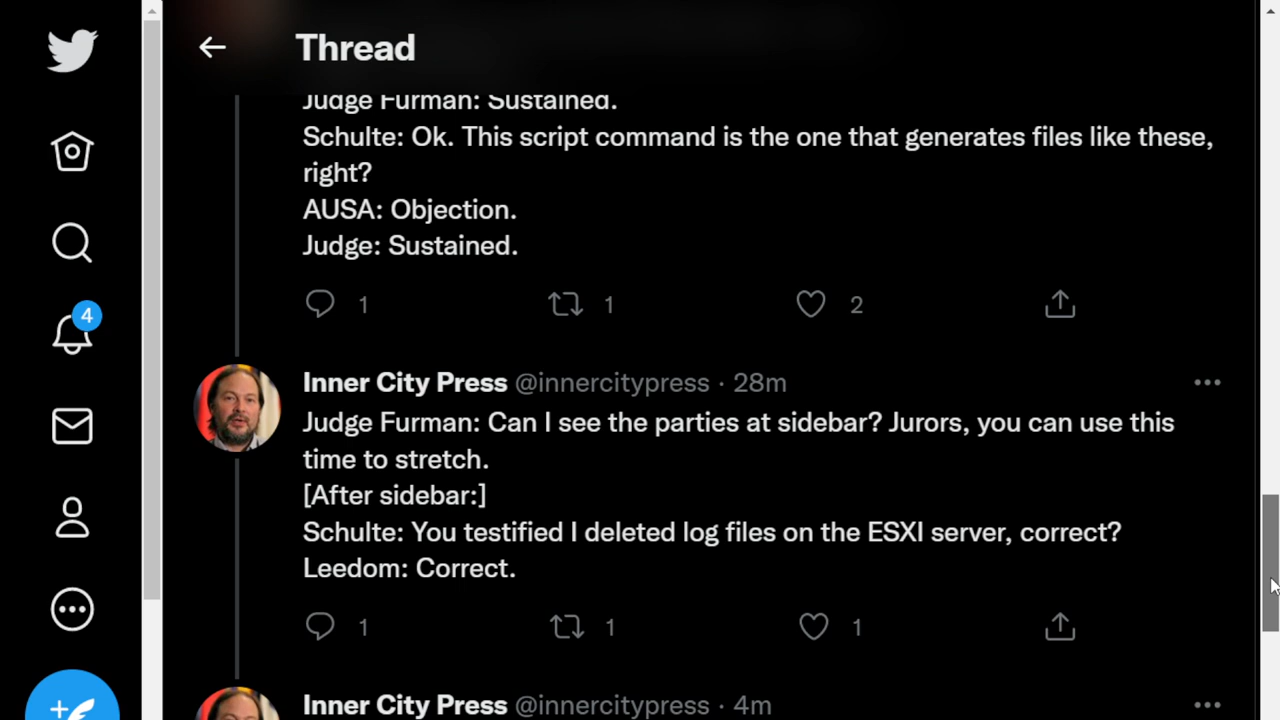 Thread
Judge Furman: Sustained.
Schulte: Ok. This script command is the one that generates files like these,
right?
AUSA: Objection.
Judge: Sustained.
1 1 2
4
Inner City Press @innercitypress · 28m
Judge Furman: Can I see the parties at sidebar? Jurors, you can use this
time to stretch.
[After sidebar:]
Schulte: You testified I deleted log files on the ESXI server, correct?
Leedom: Correct.
1 1 1
Inner City Press @innercitypress · 4m